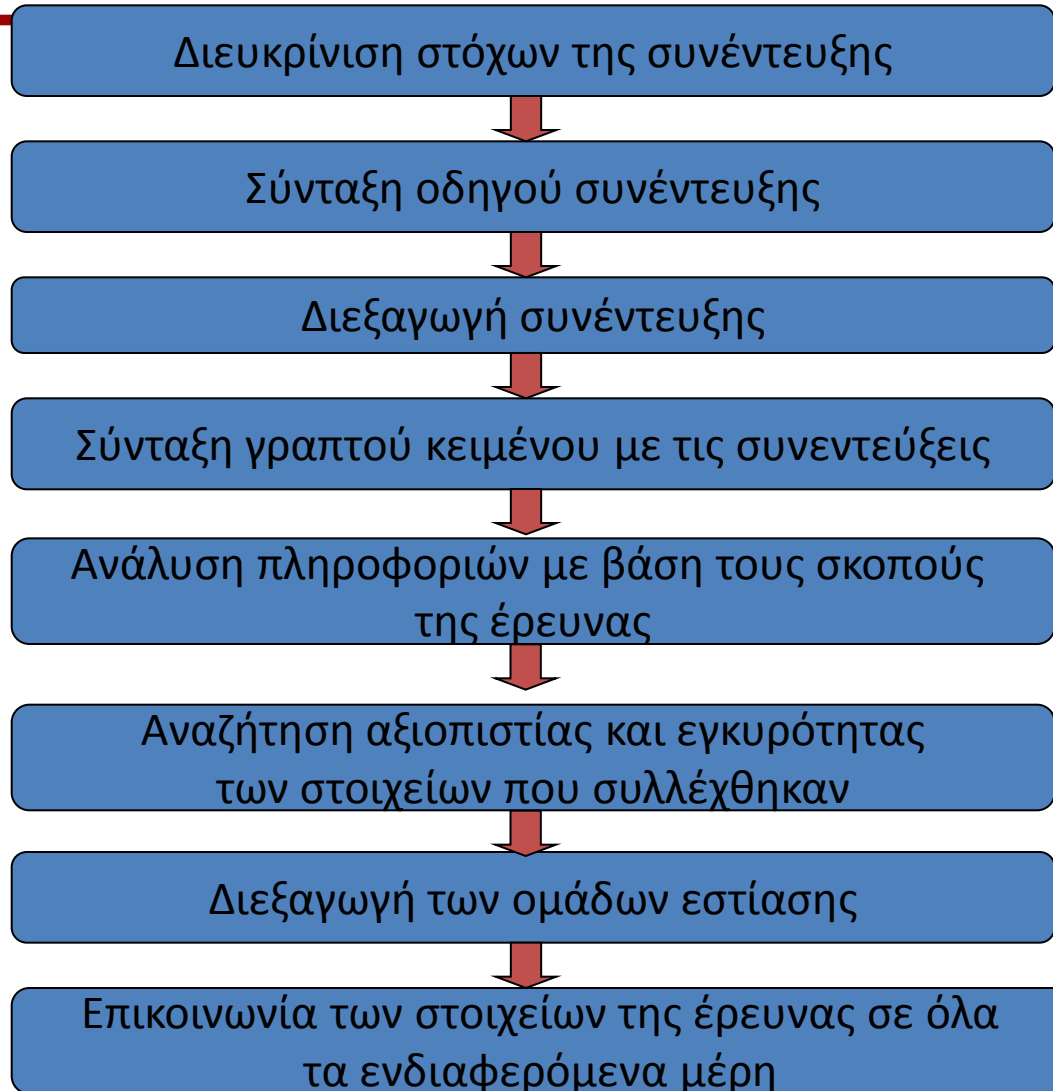 Διευκρίνιση στόχων της συνέντευξης
Σύνταξη οδηγού συνέντευξης
Διεξαγωγή συνέντευξης
Σύνταξη γραπτού κειμένου με τις συνεντεύξεις
Ανάλυση πληροφοριών με βάση τους σκοπούς
της έρευνας
Αναζήτηση αξιοπιστίας και εγκυρότητας
των στοιχείων που συλλέχθηκαν
Διεξαγωγή των ομάδων εστίασης
Επικοινωνία των στοιχείων της έρευνας σε όλα
τα ενδιαφερόμενα μέρη